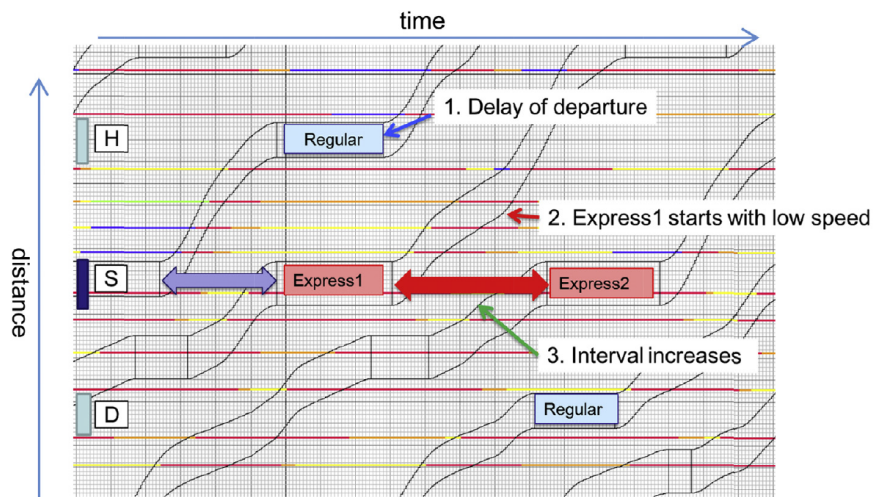 time
1. Delay of departure
H
Regular
2. Express1 starts with low speed
distance
S
Express1
Express2
3. Interval increases
D
Regular